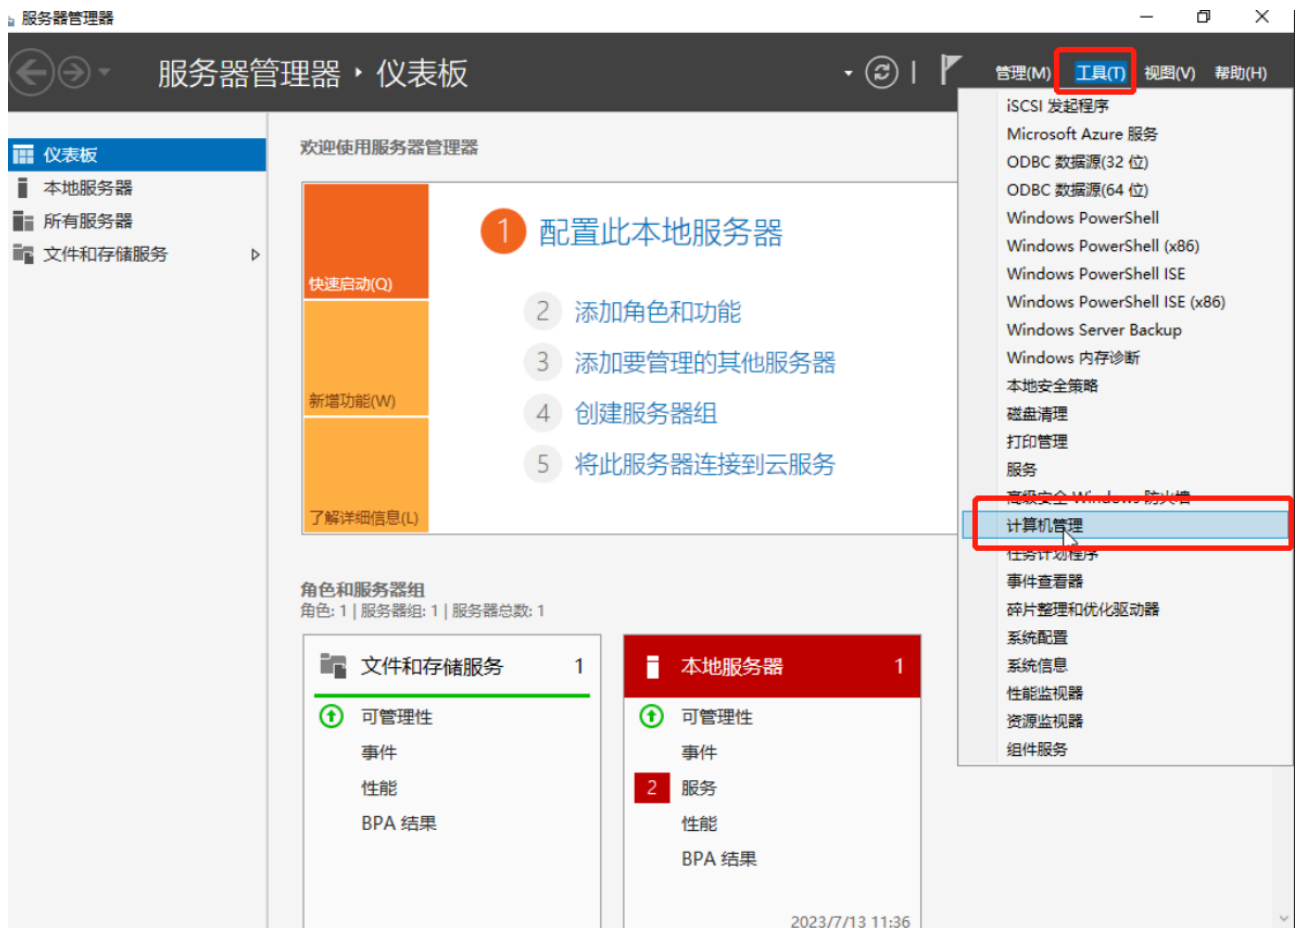 服务器管理器
服务器管理器 · 仪表板
管理(M) 工具(T) 视图(V) 帮助(H)
仪表板
本地服务器
所有服务器
文件和存储服务
欢迎使用服务器管理器
快速启动(Q)
新增功能(W)
了解详细信息(L)
1 配置此本地服务器
2 添加角色和功能
3 添加要管理的其他服务器
4 创建服务器组
5 将此服务器连接到云服务
角色和服务器组
角色: 1 | 服务器组: 1 | 服务器总数: 1
文件和存储服务 1
可管理性
事件
性能
BPA 结果
本地服务器 1
可管理性
事件
2 服务
性能
BPA 结果
2023/7/13 11:36
iSCSI 发起程序
Microsoft Azure 服务
ODBC 数据源(32 位)
ODBC 数据源(64 位)
Windows PowerShell
Windows PowerShell (x86)
Windows PowerShell ISE
Windows PowerShell ISE (x86)
Windows Server Backup
Windows 内存诊断
本地安全策略
磁盘清理
打印管理
服务
高级安全 Windows 防火墙
计算机管理
任务计划程序
事件查看器
碎片整理和优化驱动器
系统配置
系统信息
性能监视器
资源监视器
组件服务